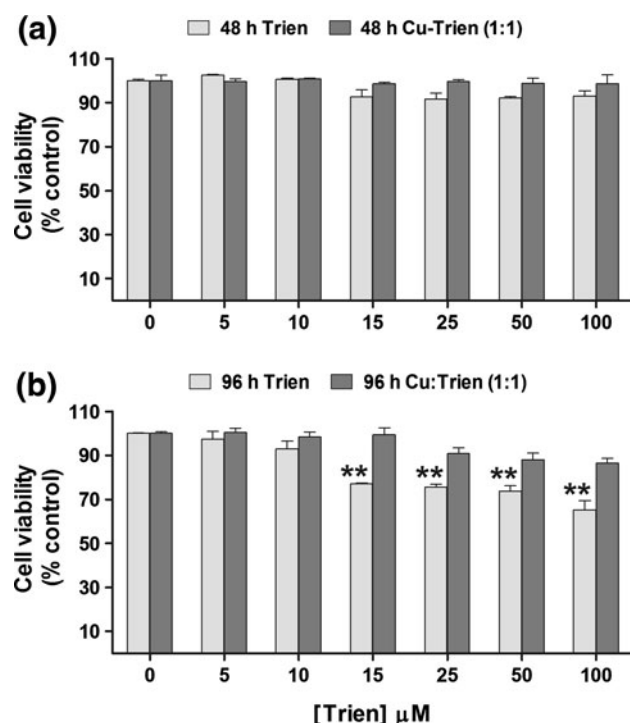 (a)
48 h Trien 48 h Cu-Trien (1:1)
Cell viability
(% control)
110
90
70
50
30
10
0 5 10 15 25 50 100
(b)
96 h Trien 96 h Cu:Trien (1:1)
Cell viability
(% control)
110
90
70
50
30
10
** ** ** **
0 5 10 15 25 50 100
[Trien] µM